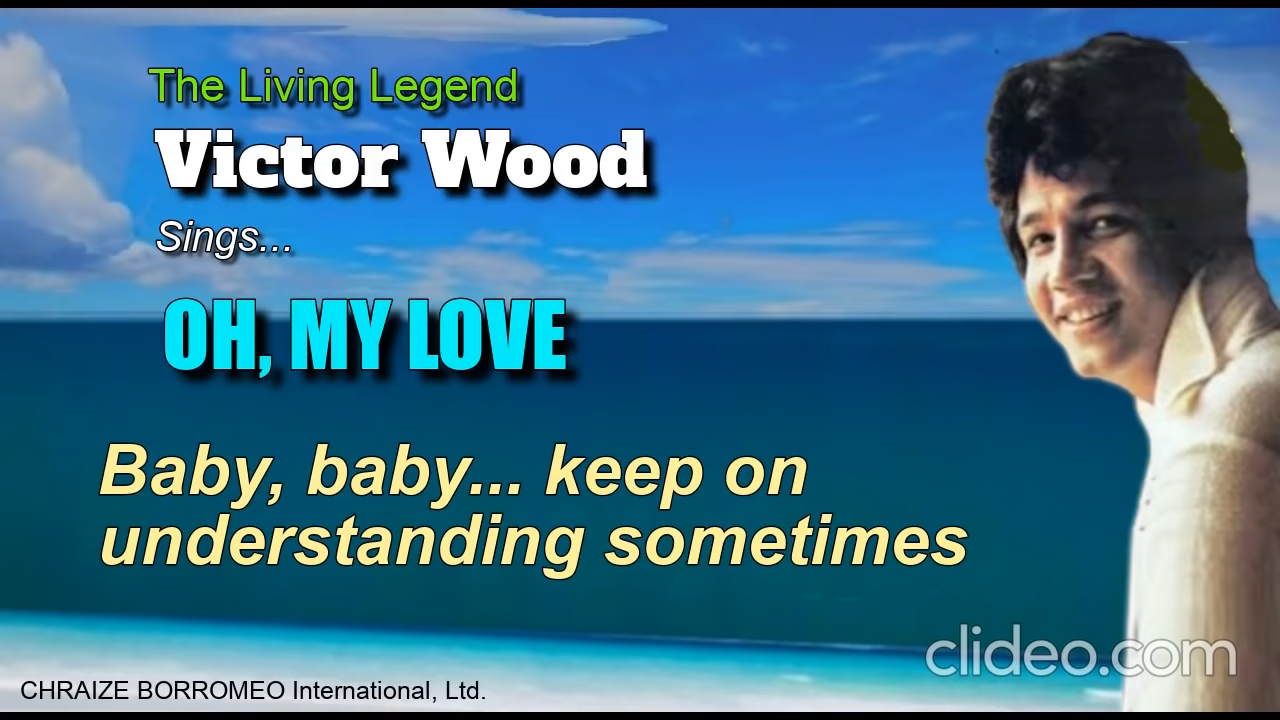 The Living Legend
Victor Wood
Sings...
OH, MY LOVE
Baby, baby... keep on
understanding sometimes
clideo.com
CHRAIZE BORROMEO International, Ltd.